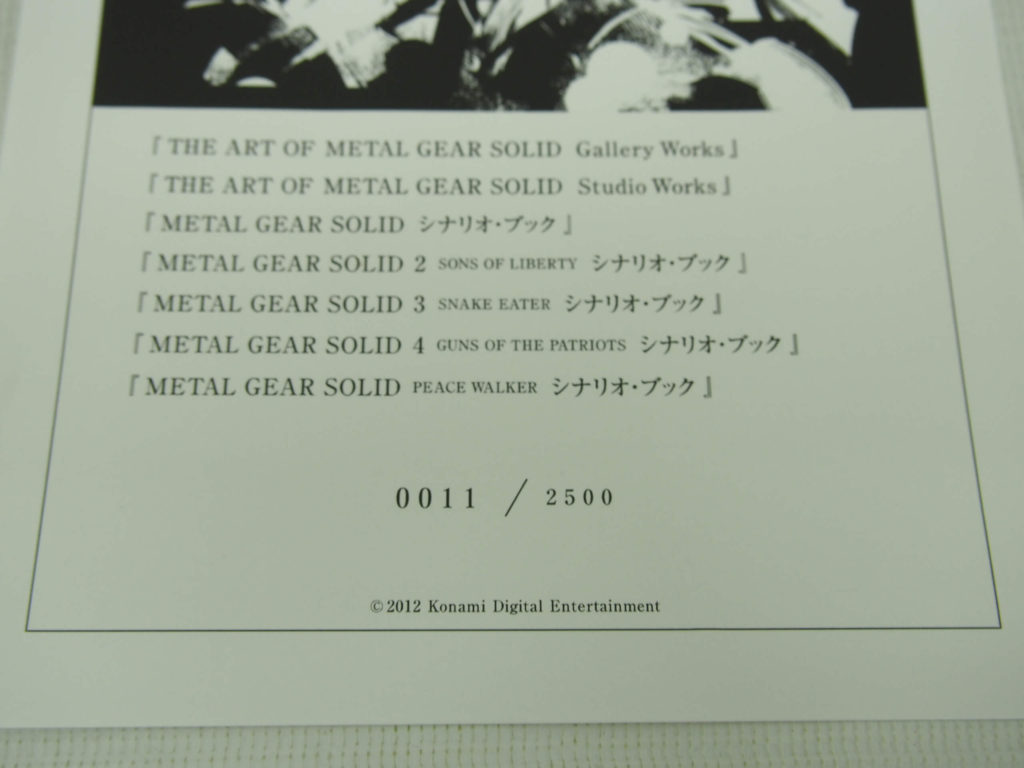 『THE ART OF METAL GEAR SOLID Gallery Works』
『THE ART OF METAL GEAR SOLID Studio Works』
『METAL GEAR SOLID シナリオ・ブック』
『METAL GEAR SOLID 2 SONS OF LIBERTY シナリオ・ブック』
『METAL GEAR SOLID 3 SNAKE EATER シナリオ・ブック』
『METAL GEAR SOLID 4 GUNS OF THE PATRIOTS シナリオ・ブック』
『METAL GEAR SOLID PEACE WALKER シナリオ・ブック』
0011 / 2500
©2012 Konami Digital Entertainment